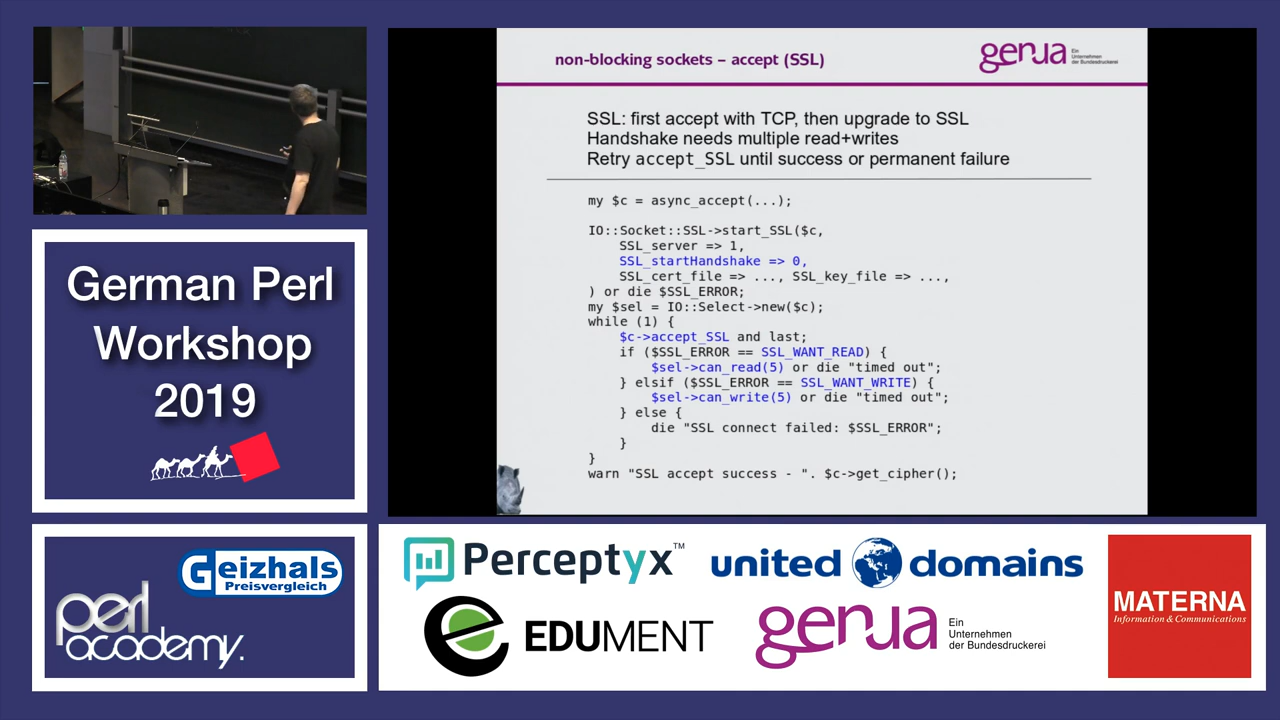 non-blocking sockets – accept (SSL)
genua
Ein
Unternehmen
der Bundesdruckerei
SSL: first accept with TCP, then upgrade to SSL
Handshake needs multiple read+writes
Retry accept_SSL until success or permanent failure
my $c = async_accept(...);
IO::Socket::SSL->start_SSL($c,
    SSL_server => 1,
    SSL_startHandshake => 0,
    SSL_cert_file => ..., SSL_key_file => ...,
) or die $SSL_ERROR;
my $sel = IO::Select->new($c);
while (1) {
    $c->accept_SSL and last;
    if ($SSL_ERROR == SSL_WANT_READ) {
        $sel->can_read(5) or die "timed out";
    } elsif ($SSL_ERROR == SSL_WANT_WRITE) {
        $sel->can_write(5) or die "timed out";
    } else {
        die "SSL connect failed: $SSL_ERROR";
    }
}
warn "SSL accept success - ". $c->get_cipher();
German Perl
Workshop
2019
Geizhals
Preisvergleich
perl
academy.
Perceptyx™
united domains
EDUMENT
genua
Ein
Unternehmen
der Bundesdruckerei
MATERNA
Information & Communications